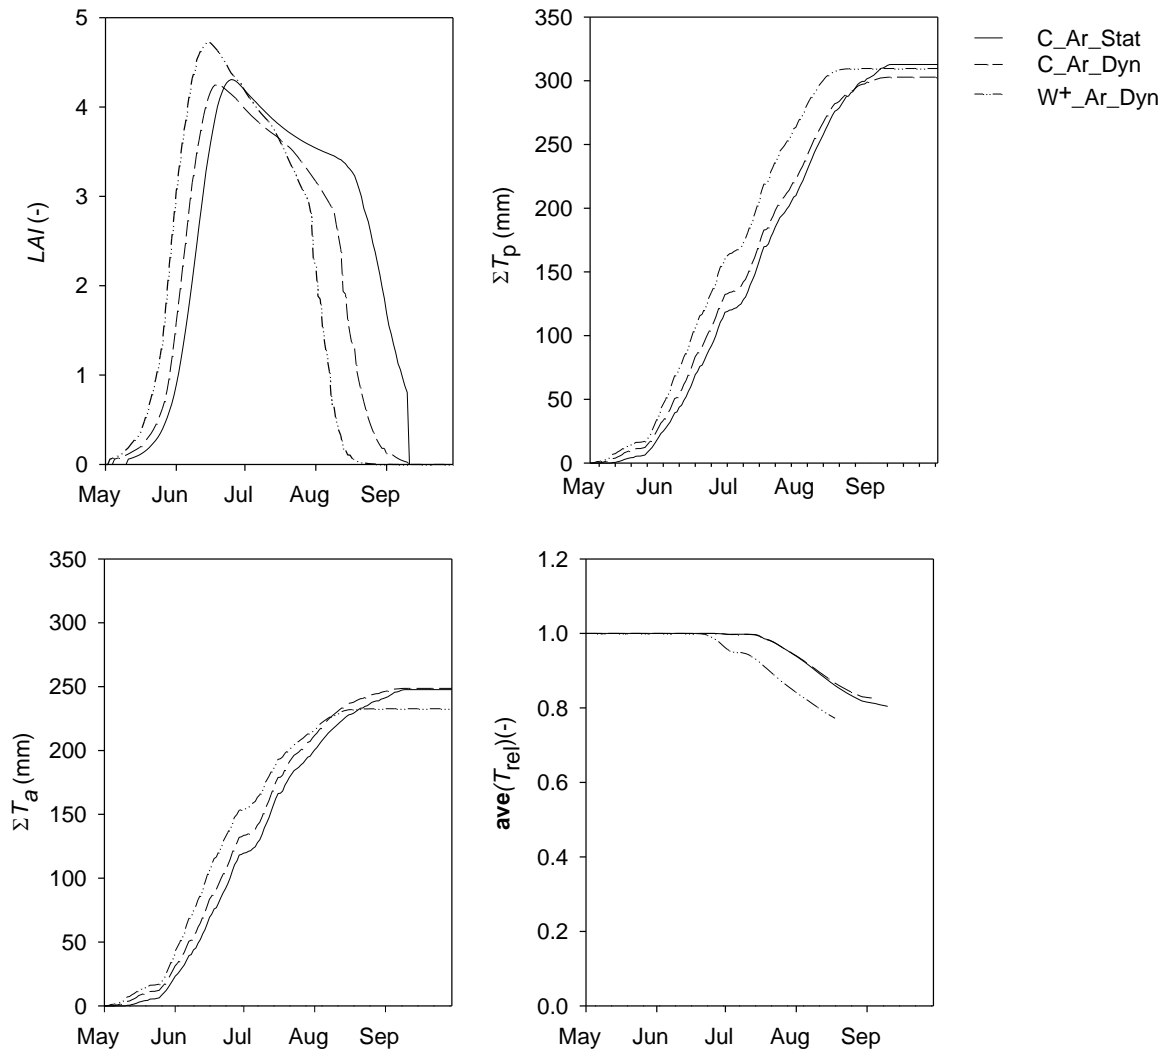 5
4
3
2
1
0
LAI (-)
May Jun Jul Aug Sep
350
300
250
200
150
100
50
0
ΣTp (mm)
May Jun Jul Aug Sep
C_Ar_Stat
C_Ar_Dyn
W+_Ar_Dyn
350
300
250
200
150
100
50
0
ΣTa (mm)
May Jun Jul Aug Sep
1.2
1.0
0.8
0.6
0.4
0.2
0.0
ave(Trel)(-)
May Jun Jul Aug Sep